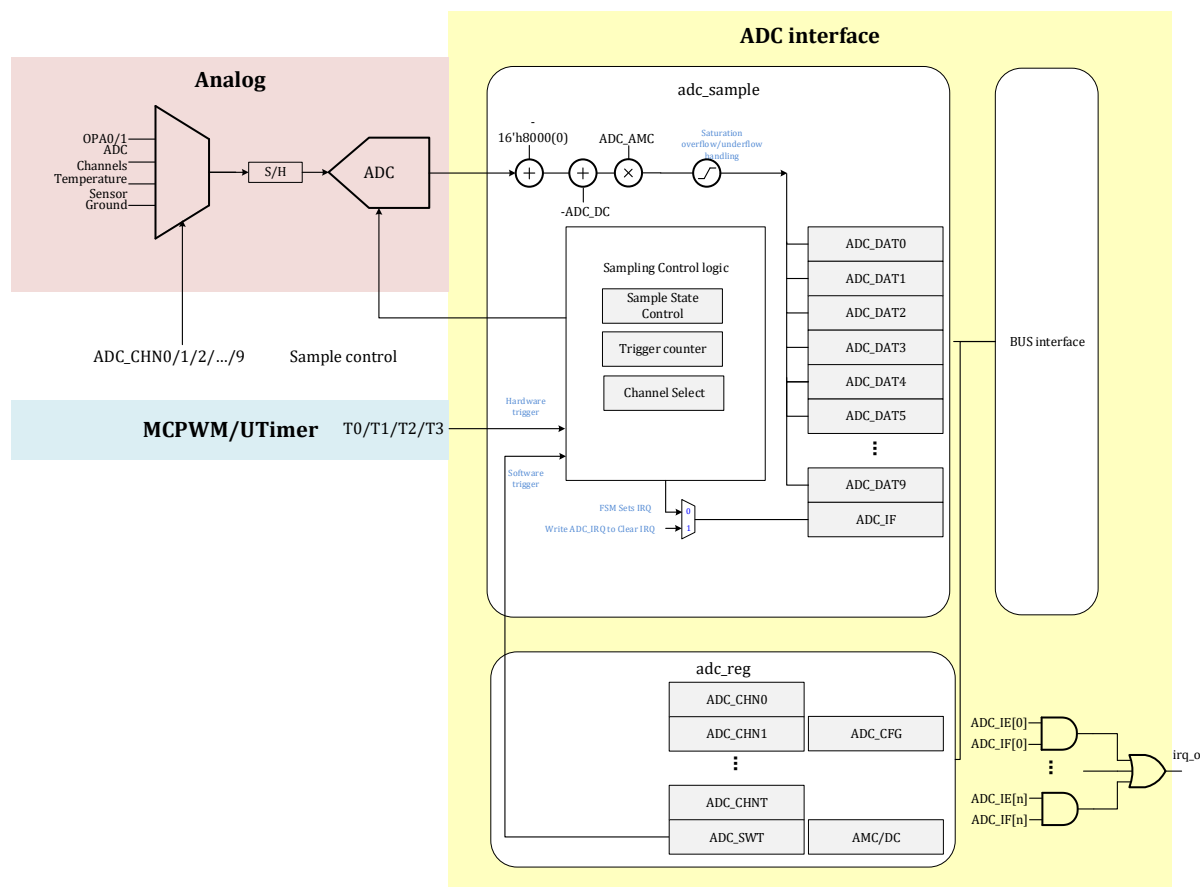 ADC interface
Analog
adc_sample
-
16'h8000(0)
ADC_AMC
Saturation
overflow/underflow
handling
OPA0/1
ADC
Channels
Temperature
Sensor
Ground
S/H
ADC
+
+
×
-ADC_DC
Sampling Control logic
Sample State
Control
Trigger counter
Channel Select
ADC_DAT0
ADC_DAT1
ADC_DAT2
ADC_DAT3
ADC_DAT4
ADC_DAT5
ADC_DAT9
ADC_IF
BUS interface
ADC_CHN0/1/2/.../9
Sample control
MCPWM/UTimer
T0/T1/T2/T3
Hardware
trigger
Software
trigger
FSM Sets IRQ
0
Write ADC_IRQ to Clear IRQ
1
adc_reg
ADC_CHN0
ADC_CHN1
ADC_CFG
ADC_CHNT
ADC_SWT
AMC/DC
ADC_IE[0]
ADC_IF[0]
ADC_IE[n]
ADC_IF[n]
irq_o